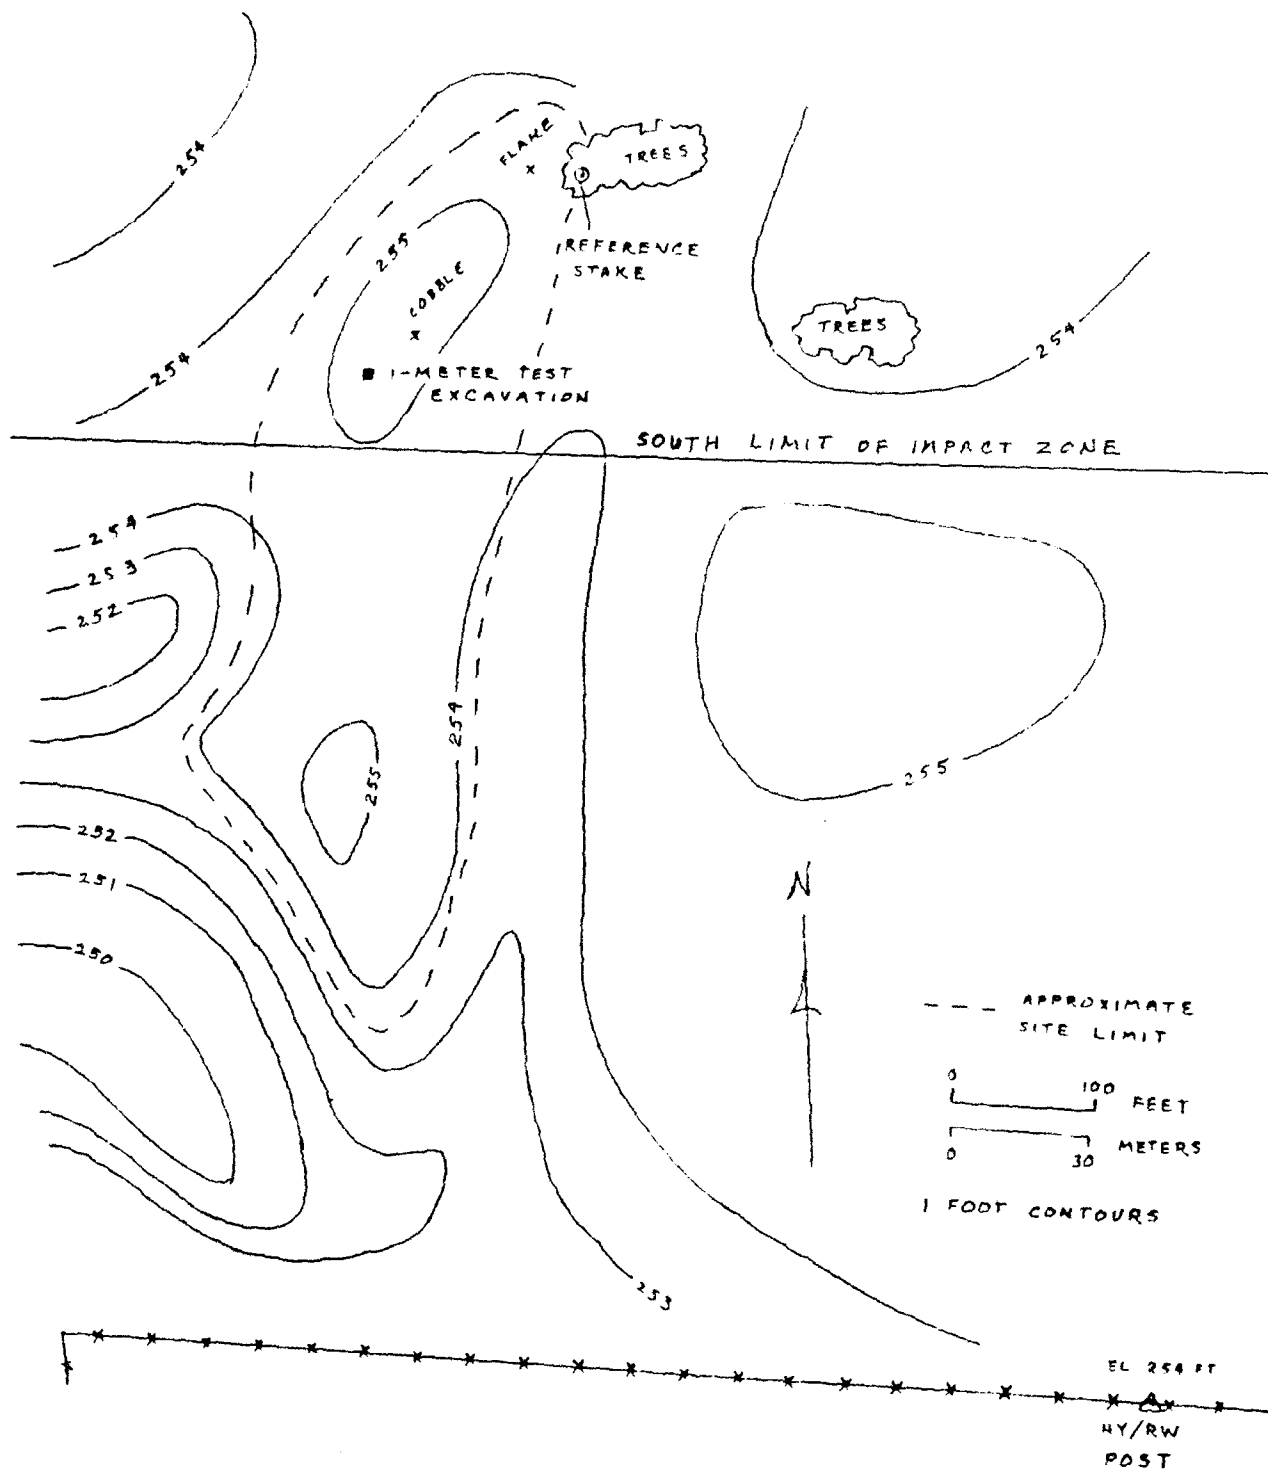 254
FLAKE
TREES
255
REFERENCE
STAKE
COBBLE
TREES
254
254
1-METER TEST
EXCAVATION
SOUTH LIMIT OF IMPACT ZONE
254
253
252
254
255
255
252
251
N
250
APPROXIMATE
SITE LIMIT
0 100 FEET
METERS
0 30
1 FOOT CONTOURS
253
EL 254 FT
HY/RW
POST